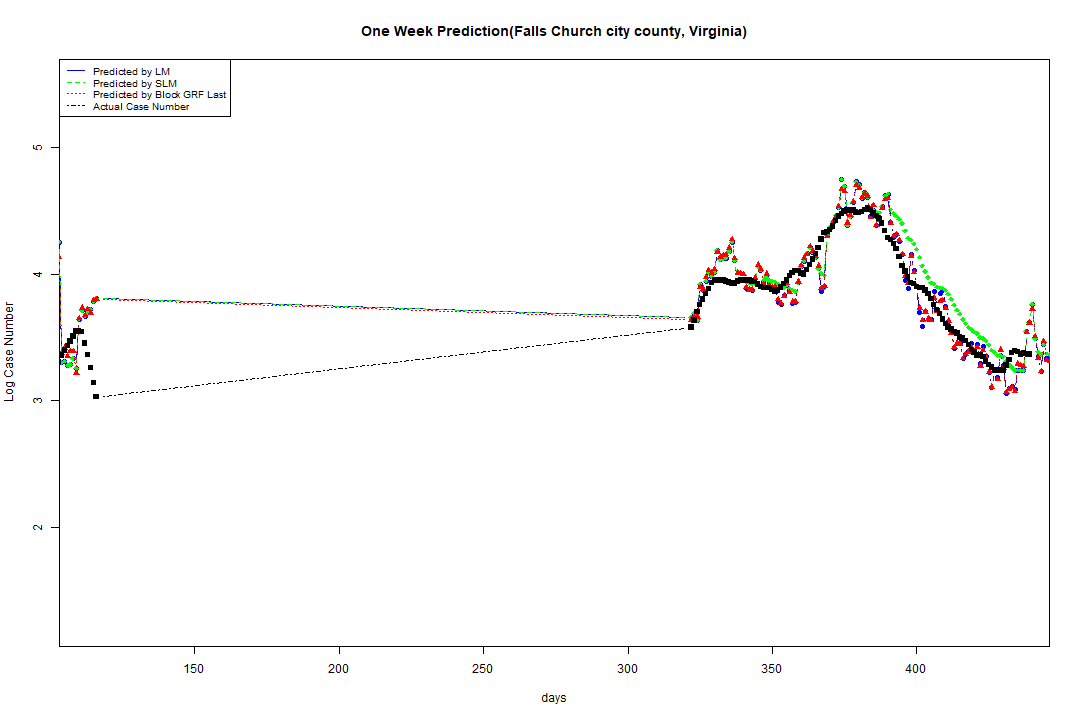 One Week Prediction(Falls Church city county, Virginia)
Predicted by LM
Predicted by SLM
Predicted by Block GRF Last
Actual Case Number
Log Case Number
5
4
3
2
150
200
250
300
350
400
days